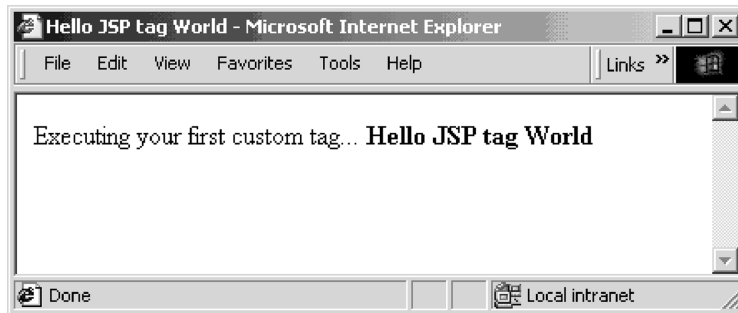 Hello JSP tag World - Microsoft Internet Explorer
File Edit View Favorites Tools Help Links »
Executing your first custom tag... Hello JSP tag World
Done Local intranet